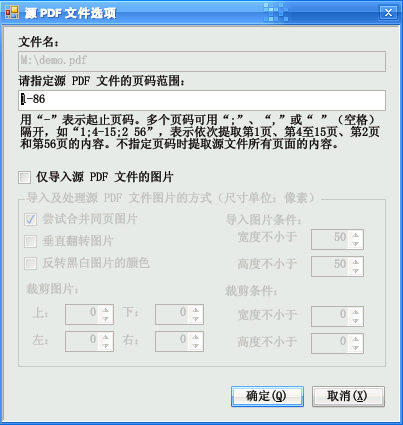 源 PDF 文件选项
文件名:
M:\demo.pdf
请指定源 PDF 文件的页码范围:
1-86
用“-”表示起止页码。多个页码可用“;”、“,”或“ ”（空格）
隔开，如“1;4-15;2 56”，表示依次提取第1页、第4至15页、第2页
和第56页的内容。不指定页码时提取源文件所有页面的内容。
仅导入源 PDF 文件的图片
导入及处理源 PDF 文件图片的方式（尺寸单位: 像素）
尝试合并同页图片
垂直翻转图片
反转黑白图片的颜色
导入图片条件:
宽度不小于 50
高度不小于 50
裁剪图片:
上: 0 下: 0
左: 0 右: 0
裁剪条件:
宽度不小于 0
高度不小于 0
确定(Q) 取消(X)